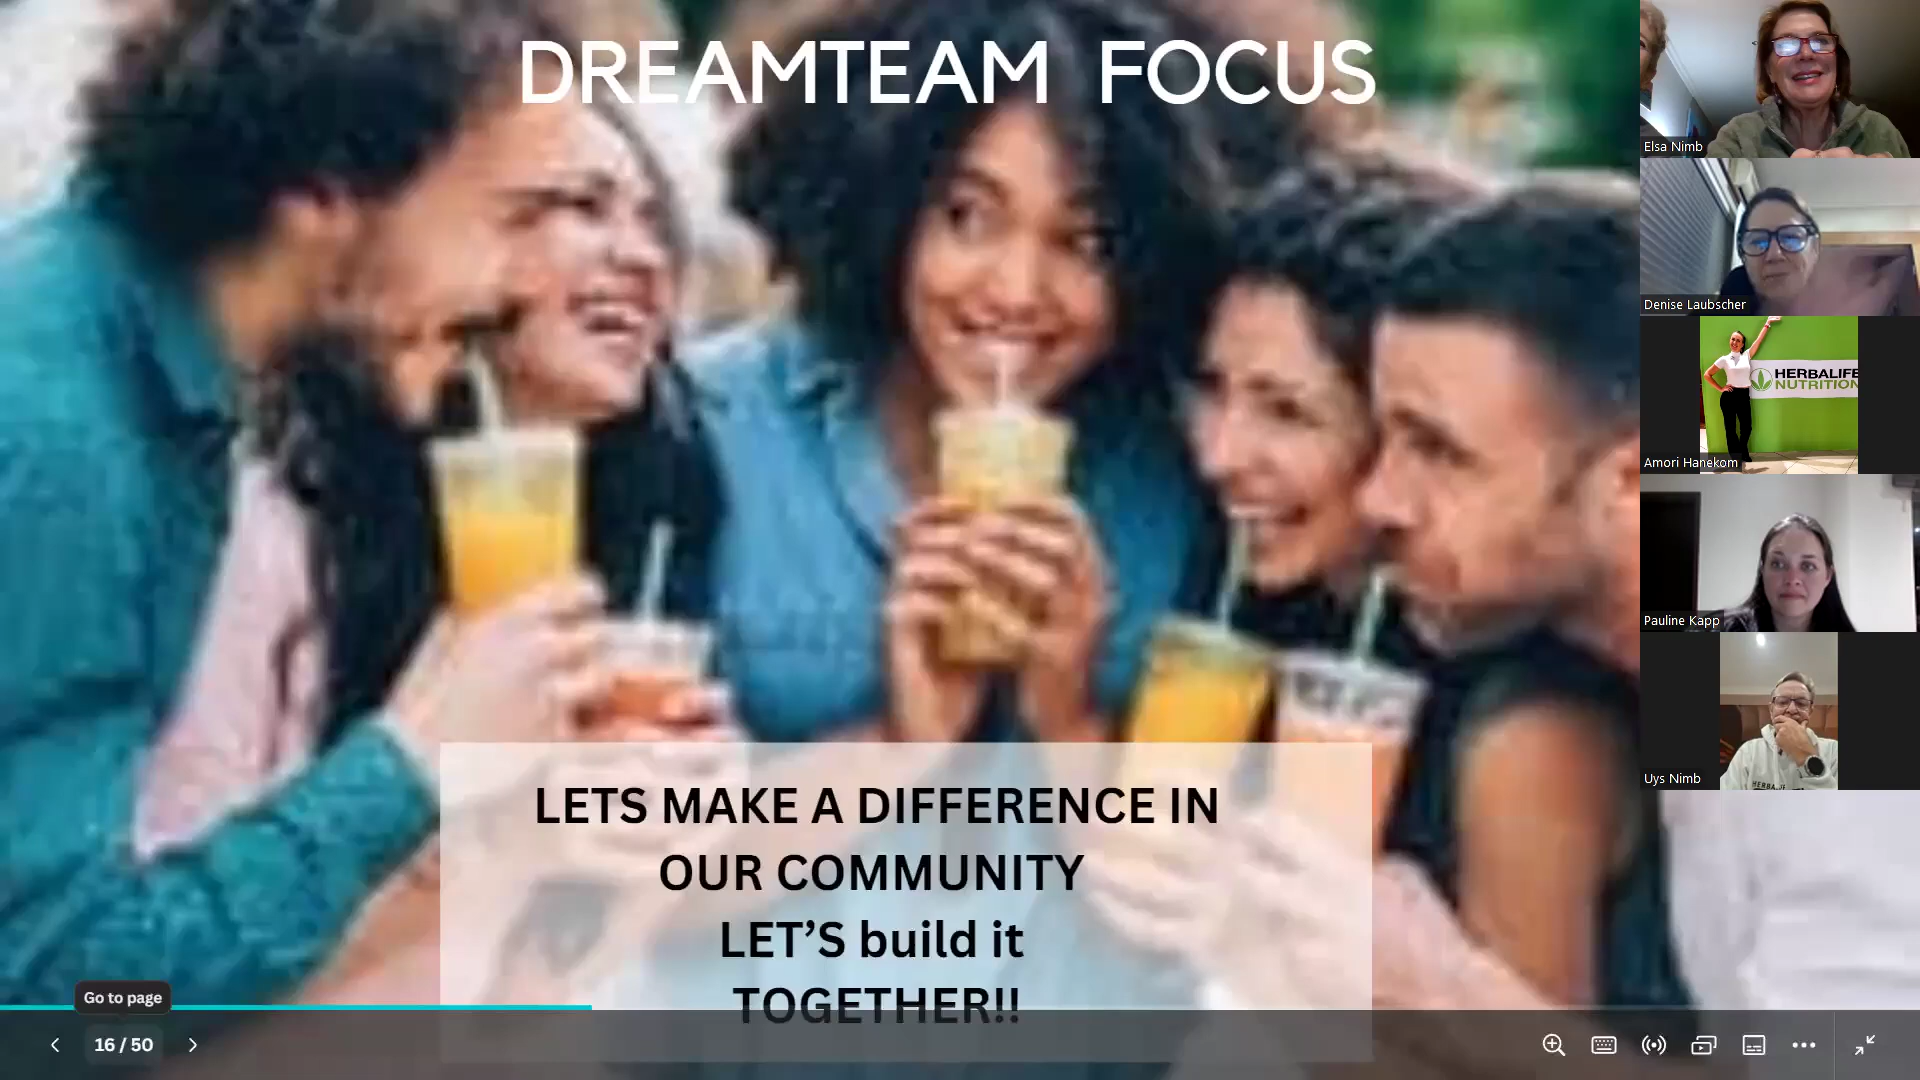 DREAMTEAM FOCUS
LETS MAKE A DIFFERENCE IN
OUR COMMUNITY
LET’S build it
TOGETHER!!
Go to page
16 / 50
Elsa Nimb
Denise Laubscher
HERBALIFE
NUTRITION
Amori Hanekom
Pauline Kapp
Uys Nimb